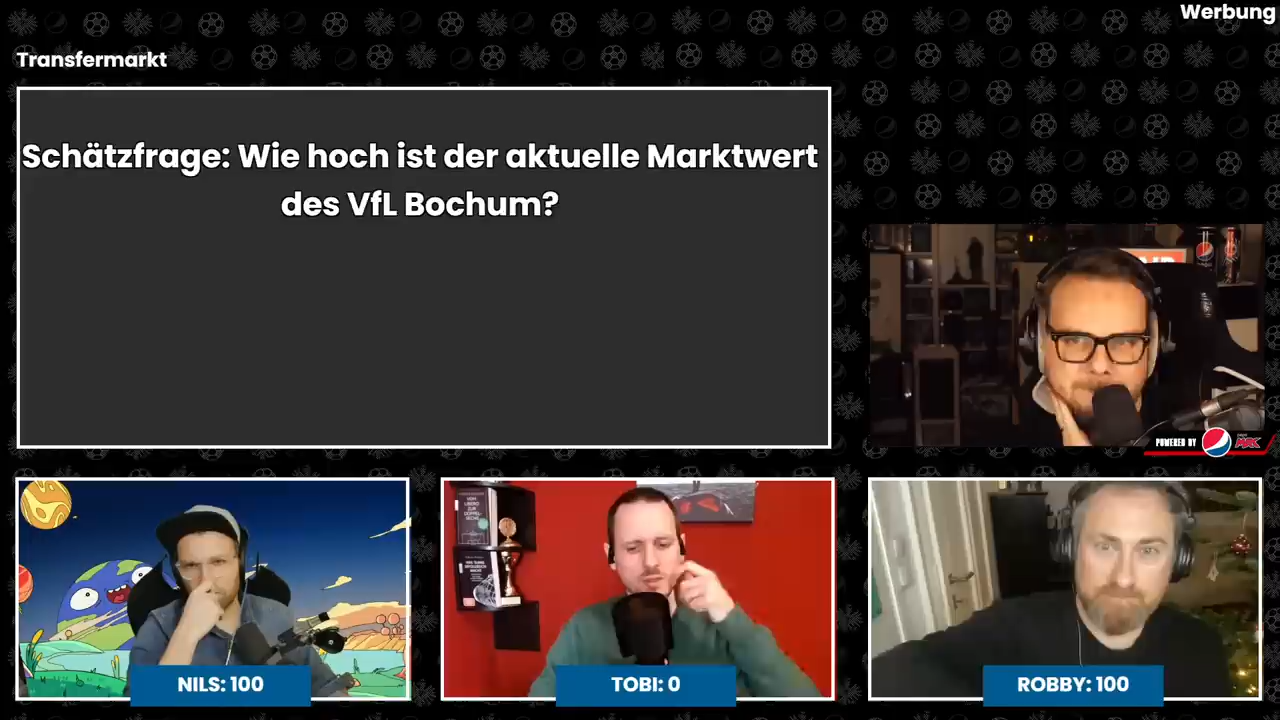 Werbung
Transfermarkt
Schätzfrage: Wie hoch ist der aktuelle Marktwert
des VfL Bochum?
POWERED BY
MAX
NILS: 100
TOBI: 0
ROBBY: 100